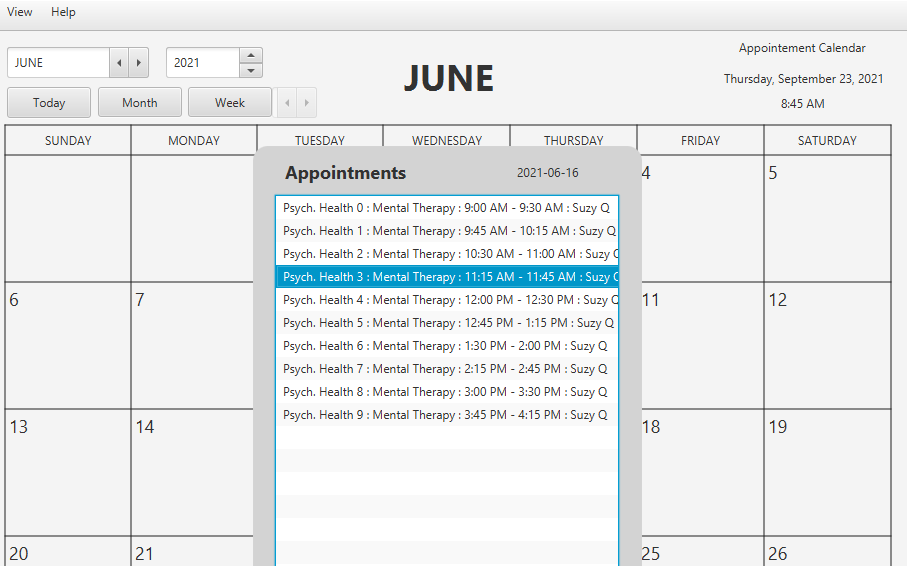 View Help
JUNE
2021
JUNE
Appointement Calendar
Thursday, September 23, 2021
8:45 AM
Today Month Week
SUNDAY MONDAY TUESDAY WEDNESDAY THURSDAY FRIDAY SATURDAY
Appointments 2021-06-16
Psych. Health 0 : Mental Therapy : 9:00 AM - 9:30 AM : Suzy Q
Psych. Health 1 : Mental Therapy : 9:45 AM - 10:15 AM : Suzy Q
Psych. Health 2 : Mental Therapy : 10:30 AM - 11:00 AM : Suzy Q
Psych. Health 3 : Mental Therapy : 11:15 AM - 11:45 AM : Suzy Q
Psych. Health 4 : Mental Therapy : 12:00 PM - 12:30 PM : Suzy Q
Psych. Health 5 : Mental Therapy : 12:45 PM - 1:15 PM : Suzy Q
Psych. Health 6 : Mental Therapy : 1:30 PM - 2:00 PM : Suzy Q
Psych. Health 7 : Mental Therapy : 2:15 PM - 2:45 PM : Suzy Q
Psych. Health 8 : Mental Therapy : 3:00 PM - 3:30 PM : Suzy Q
Psych. Health 9 : Mental Therapy : 3:45 PM - 4:15 PM : Suzy Q
4 5
6 7 11 12
13 14 18 19
20 21 25 26